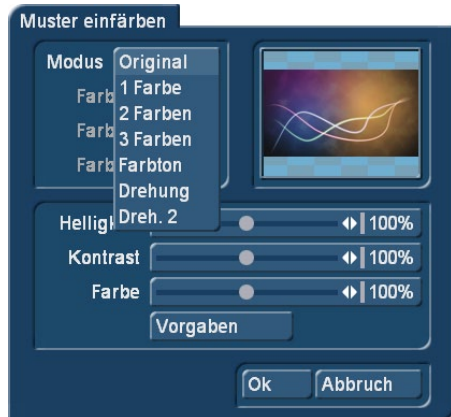 Muster einfärben
Modus Original
Farb 1 Farbe
2 Farben
Farb 3 Farben
Farb Farbton
Drehung
Dreh. 2
Hellig 100%
Kontrast 100%
Farbe 100%
Vorgaben
Ok Abbruch